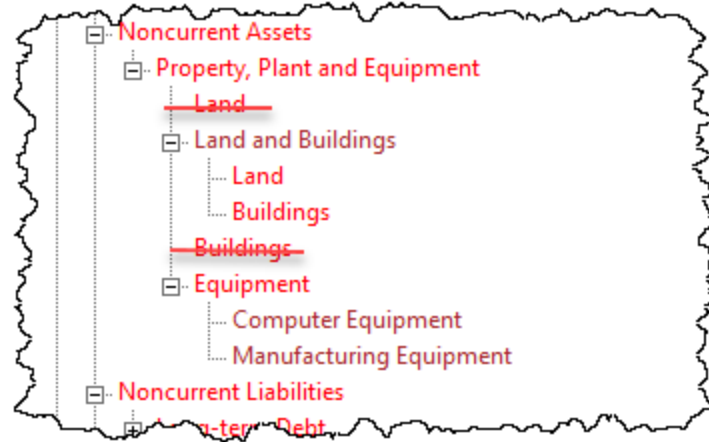 Noncurrent Assets
Property, Plant and Equipment
Land
Land and Buildings
Land
Buildings
Buildings
Equipment
Computer Equipment
Manufacturing Equipment
Noncurrent Liabilities
Debt